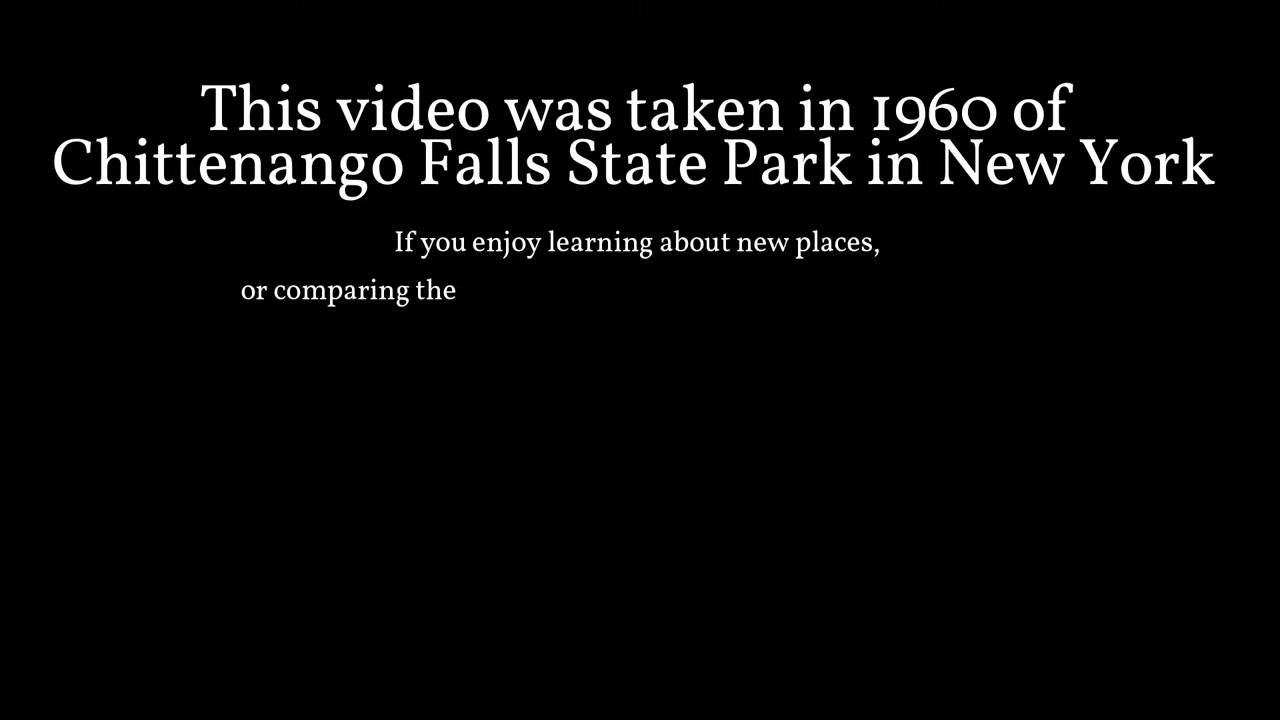 This video was taken in 1960 of
Chittenango Falls State Park in New York
If you enjoy learning about new places,
or comparing the